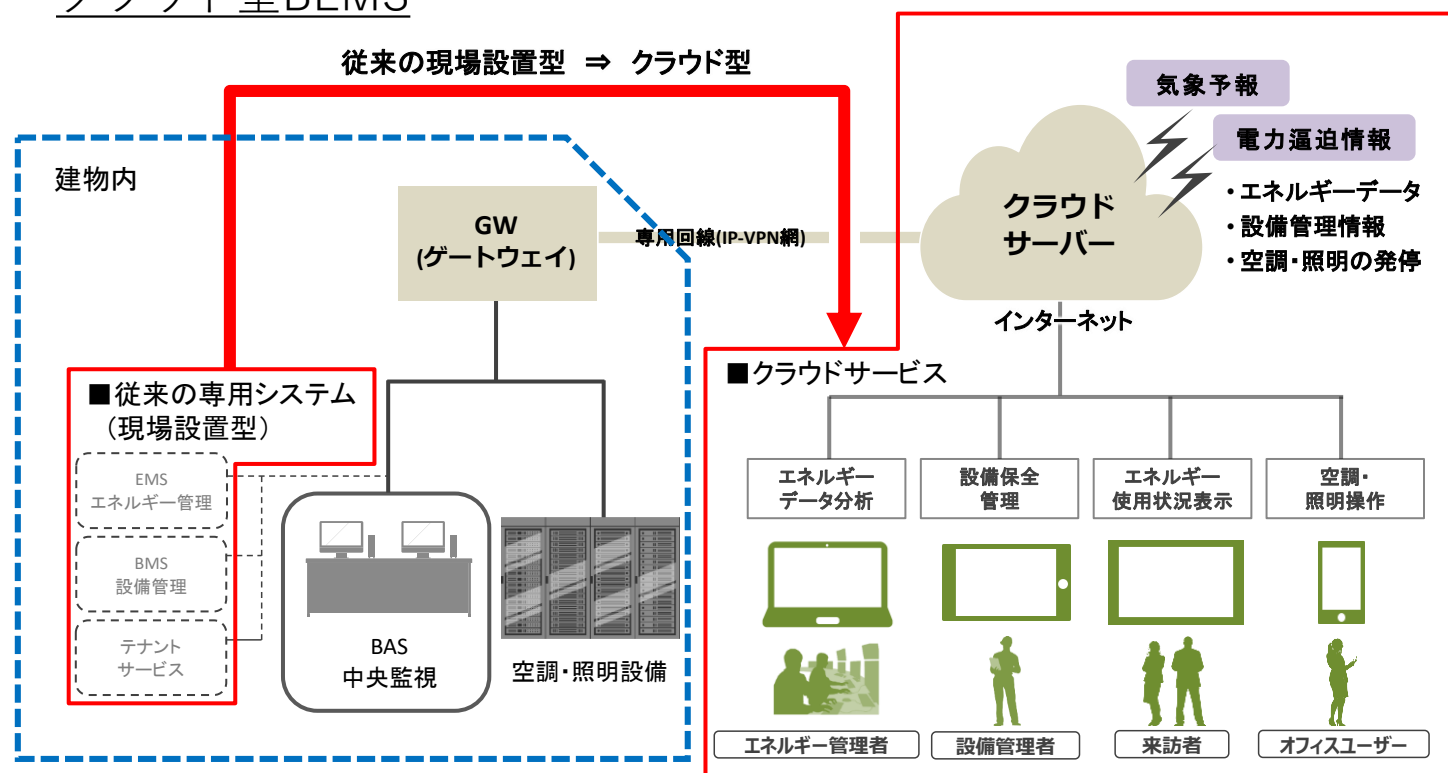 クラウド型BEMS
従来の現場設置型 ⇒ クラウド型
気象予報
電力逼迫情報
・エネルギーデータ
・設備管理情報
・空調・照明の発停
クラウド
サーバー
インターネット
建物内
GW
(ゲートウェイ)
専用回線(IP-VPN網)
■従来の専用システム
（現場設置型）
EMS
エネルギー管理
BMS
設備管理
テナント
サービス
BAS
中央監視
空調・照明設備
■クラウドサービス
エネルギー
データ分析
設備保全
管理
エネルギー
使用状況表示
空調・
照明操作
エネルギー管理者
設備管理者
来訪者
オフィスユーザー